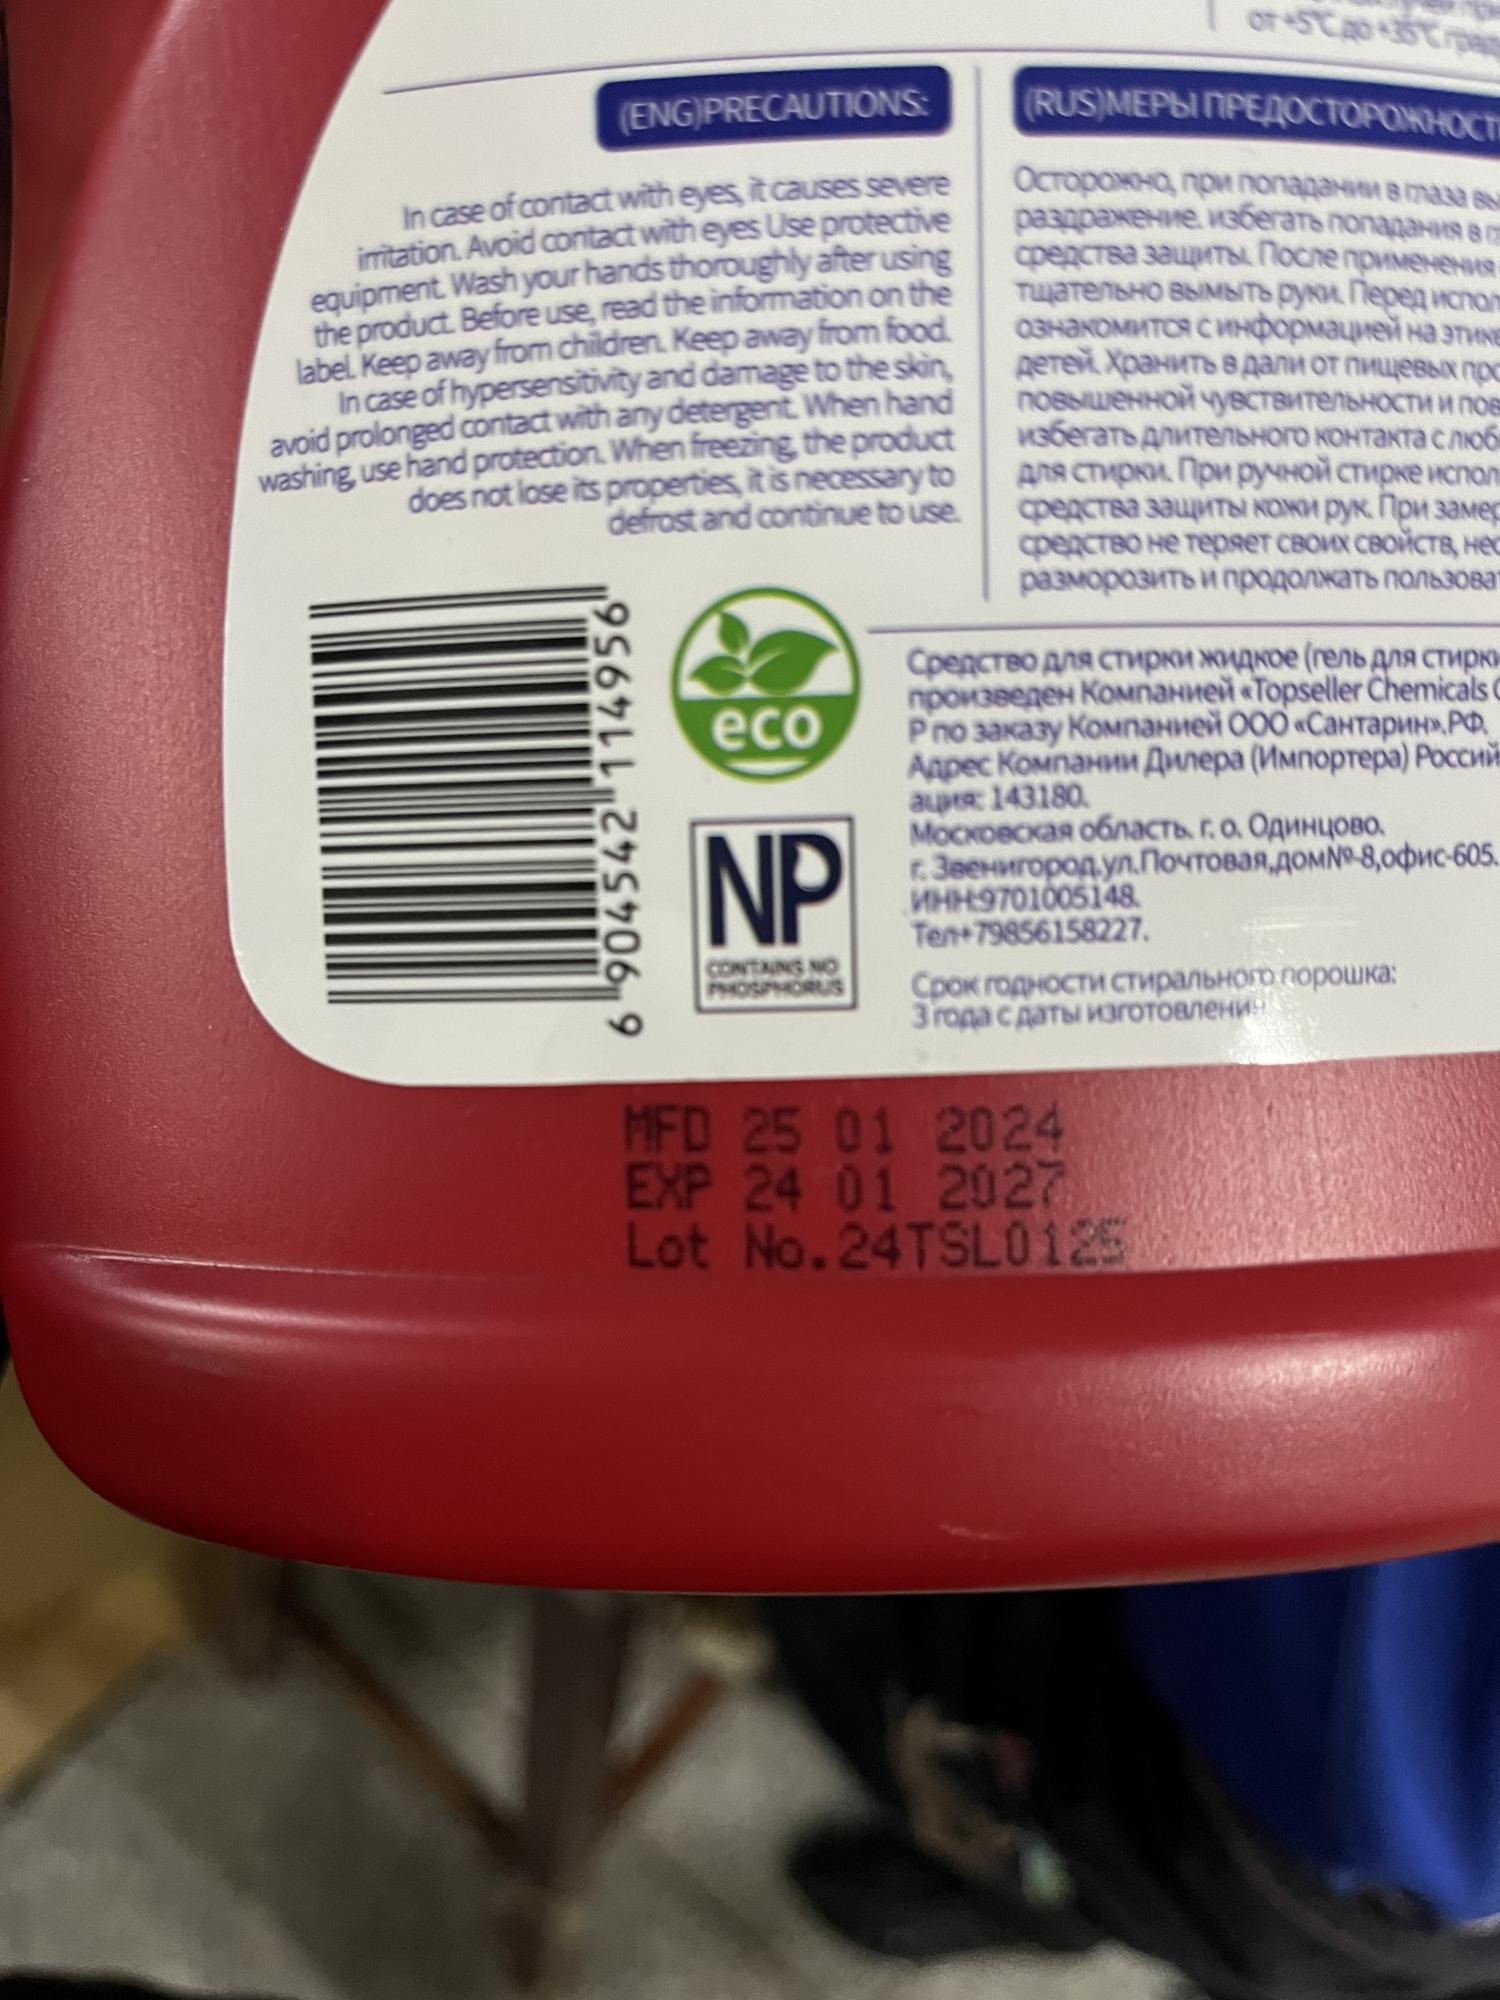 от +5°C до +35°C
(ENG)PRECAUTIONS:
In case of contact with eyes, it causes severe
irritation. Avoid contact with eyes Use protective
equipment. Wash your hands thoroughly after using
the product. Before use, read the information on the
label. Keep away from children. Keep away from food.
In case of hypersensitivity and damage to the skin,
avoid prolonged contact with any detergent. When hand
washing, use hand protection. When freezing, the product
does not lose its properties, it is necessary to
defrost and continue to use.
(RUS)МЕРЫ ПРЕДОСТОРОЖНОСТ
Осторожно, при попадании в глаза вы
раздражение. избегать попадания в г
средства защиты. После применения
тщательно вымыть руки. Перед испол
ознакомится с информацией на этике
детей. Хранить в дали от пищевых про
повышенной чувствительности и пов
избегать длительного контакта с люб
для стирки. При ручной стирке испол
средства защиты кожи рук. При замер
средство не теряет своих свойств, нео
разморозить и продолжать пользоват
6 904542 114956
eco
NP
CONTAINS NO
PHOSPHORUS
Средство для стирки жидкое (гель для стирки
произведен Компанией «Topseller Chemicals C
Р по заказу Компанией ООО «Сантарин».РФ.
Адрес Компании Дилера (Импортера) Россий
ация: 143180.
Московская область. г. о. Одинцово.
г. Звенигород.ул.Почтовая,дом№-8,офис-605.
ИНН:9701005148.
Тел+79856158227.
Срок годности стирального порошка:
3 года с даты изготовления
MFD 25 01 2024
EXP 24 01 2027
Lot No.24TSL0125